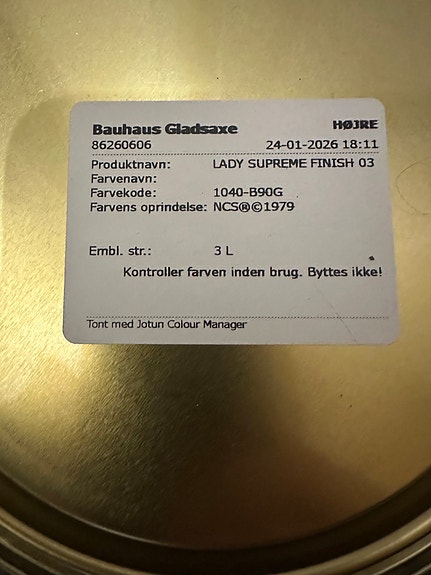 Bauhaus Gladsaxe HØJRE
86260606 24-01-2026 18:11
Produktnavn: LADY SUPREME FINISH 03
Farvenavn:
Farvekode: 1040-B90G
Farvens oprindelse: NCS®©1979
Embl. str.: 3 L
Kontroller farven inden brug. Byttes ikke!
Tont med Jotun Colour Manager